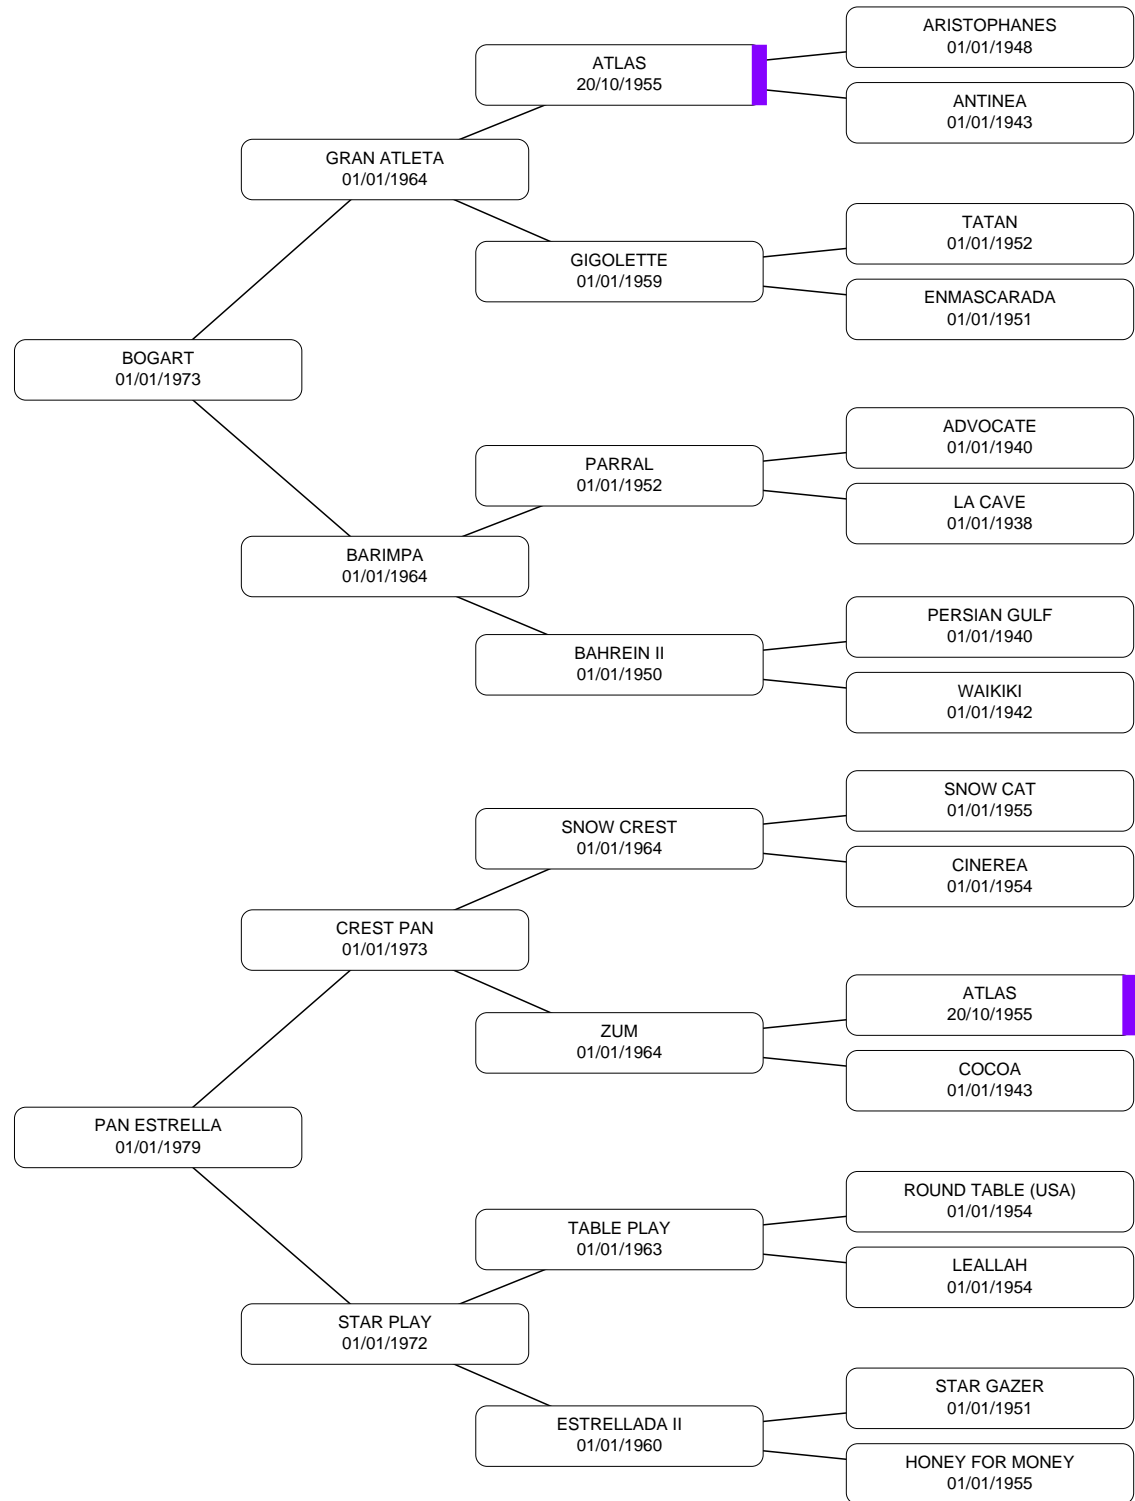 ARISTOPHANES
01/01/1948
ATLAS
20/10/1955
ANTINEA
01/01/1943
GRAN ATLETA
01/01/1964
TATAN
01/01/1952
GIGOLETTE
01/01/1959
ENMASCARADA
01/01/1951
BOGART
01/01/1973
ADVOCATE
01/01/1940
PARRAL
01/01/1952
LA CAVE
01/01/1938
BARIMPA
01/01/1964
PERSIAN GULF
01/01/1940
BAHREIN II
01/01/1950
WAIKIKI
01/01/1942
SNOW CAT
01/01/1955
SNOW CREST
01/01/1964
CINEREA
01/01/1954
CREST PAN
01/01/1973
ATLAS
20/10/1955
ZUM
01/01/1964
COCOA
01/01/1943
PAN ESTRELLA
01/01/1979
ROUND TABLE (USA)
01/01/1954
TABLE PLAY
01/01/1963
LEALLAH
01/01/1954
STAR PLAY
01/01/1972
STAR GAZER
01/01/1951
ESTRELLADA II
01/01/1960
HONEY FOR MONEY
01/01/1955